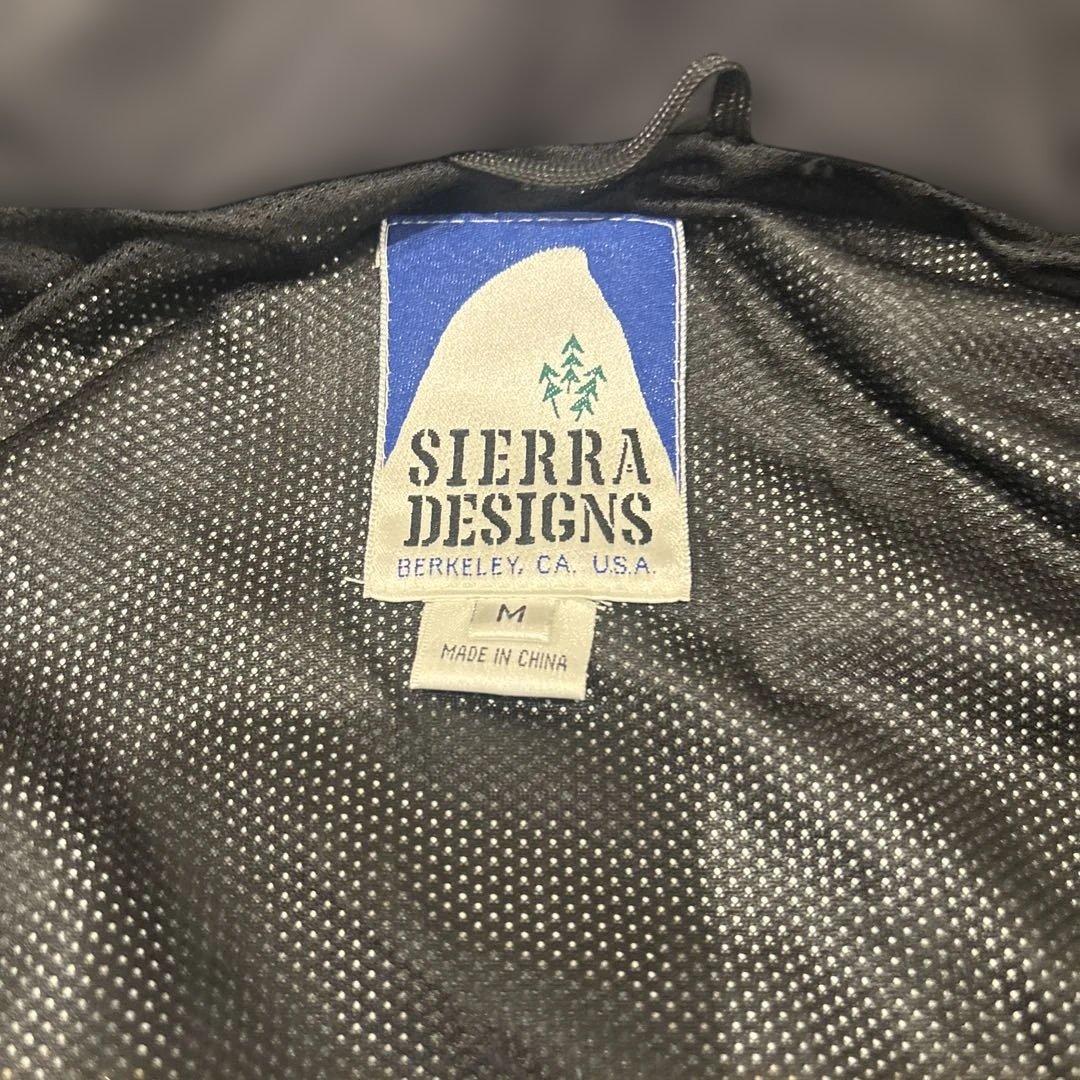 SIERRA
DESIGNS
BERKELEY, CA. U.S.A.
M
MADE IN CHINA